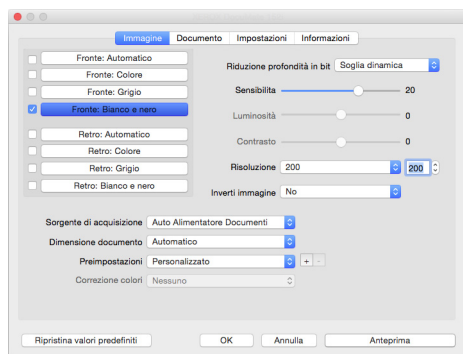 Immagine Documento Impostazioni Informazioni
Fronte: Automatico
Fronte: Colore
Fronte: Grigio
Fronte: Bianco e nero
Retro: Automatico
Retro: Colore
Retro: Grigio
Retro: Bianco e nero
Riduzione profondità in bit Soglia dinamica
Sensibilita 20
Luminosità 0
Contrasto 0
Risoluzione 200 200
Inverti immagine No
Sorgente di acquisizione Auto Alimentatore Documenti
Dimensione documento Automatico
Preimpostazioni Personalizzato + -
Correzione colori Nessuno
Ripristina valori predefiniti OK Annulla Anteprima